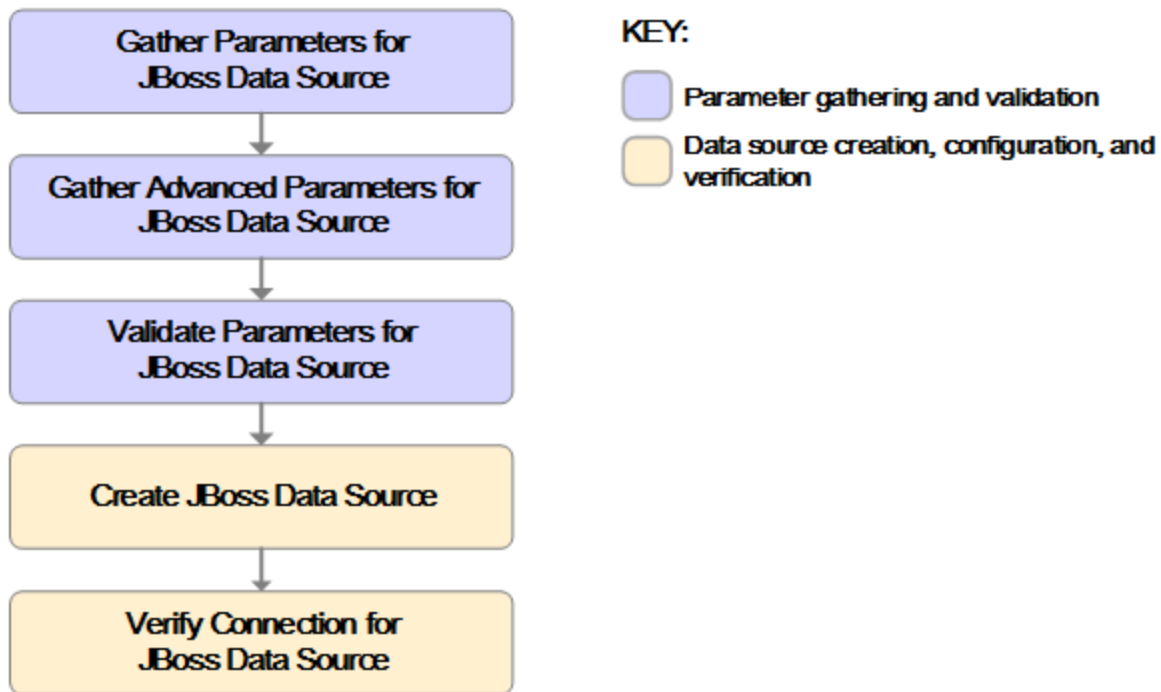 Gather Parameters for
JBoss Data Source
Gather Advanced Parameters for
JBoss Data Source
Validate Parameters for
JBoss Data Source
Create JBoss Data Source
Verify Connection for
JBoss Data Source
KEY:
Parameter gathering and validation
Data source creation, configuration, and
verification